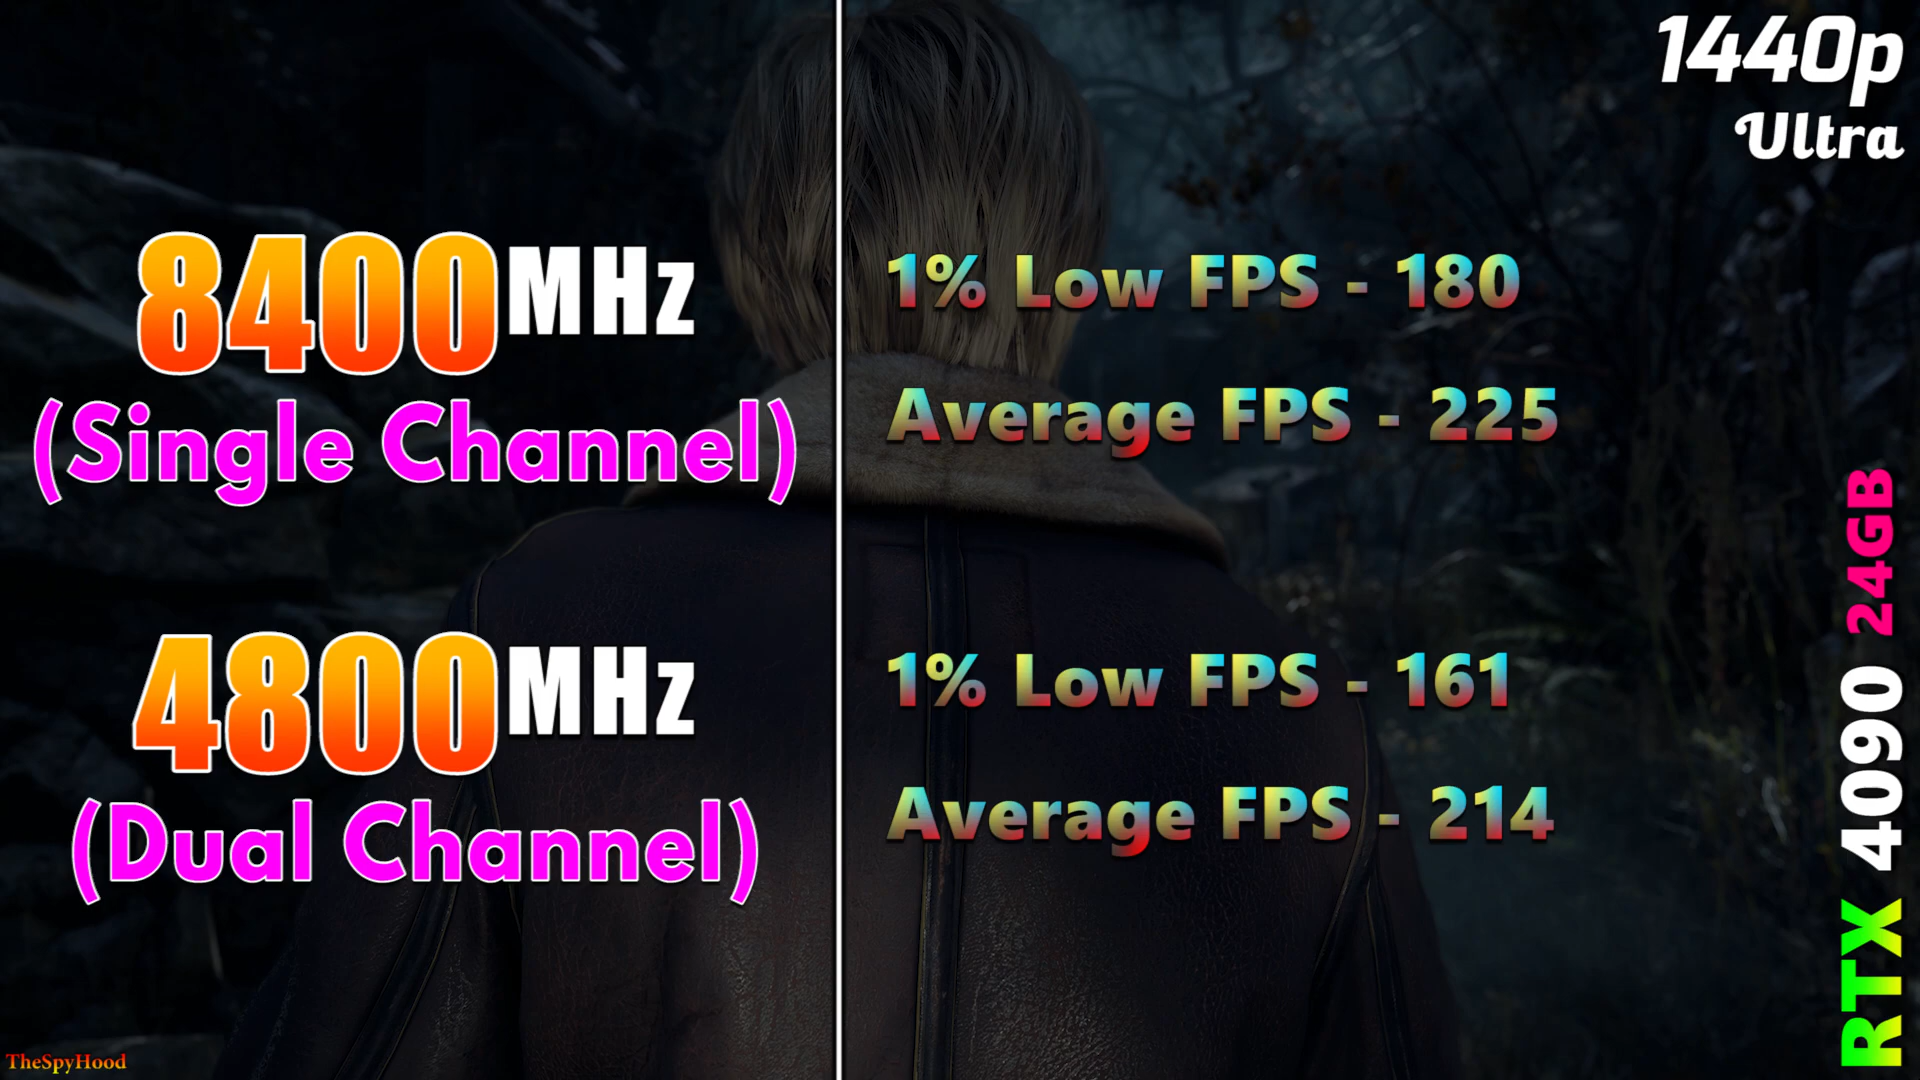 1440p
Ultra
8400MHz
(Single Channel)
1% Low FPS - 180
Average FPS - 225
4800MHz
(Dual Channel)
1% Low FPS - 161
Average FPS - 214
RTX 4090 24GB
TheSpyHood